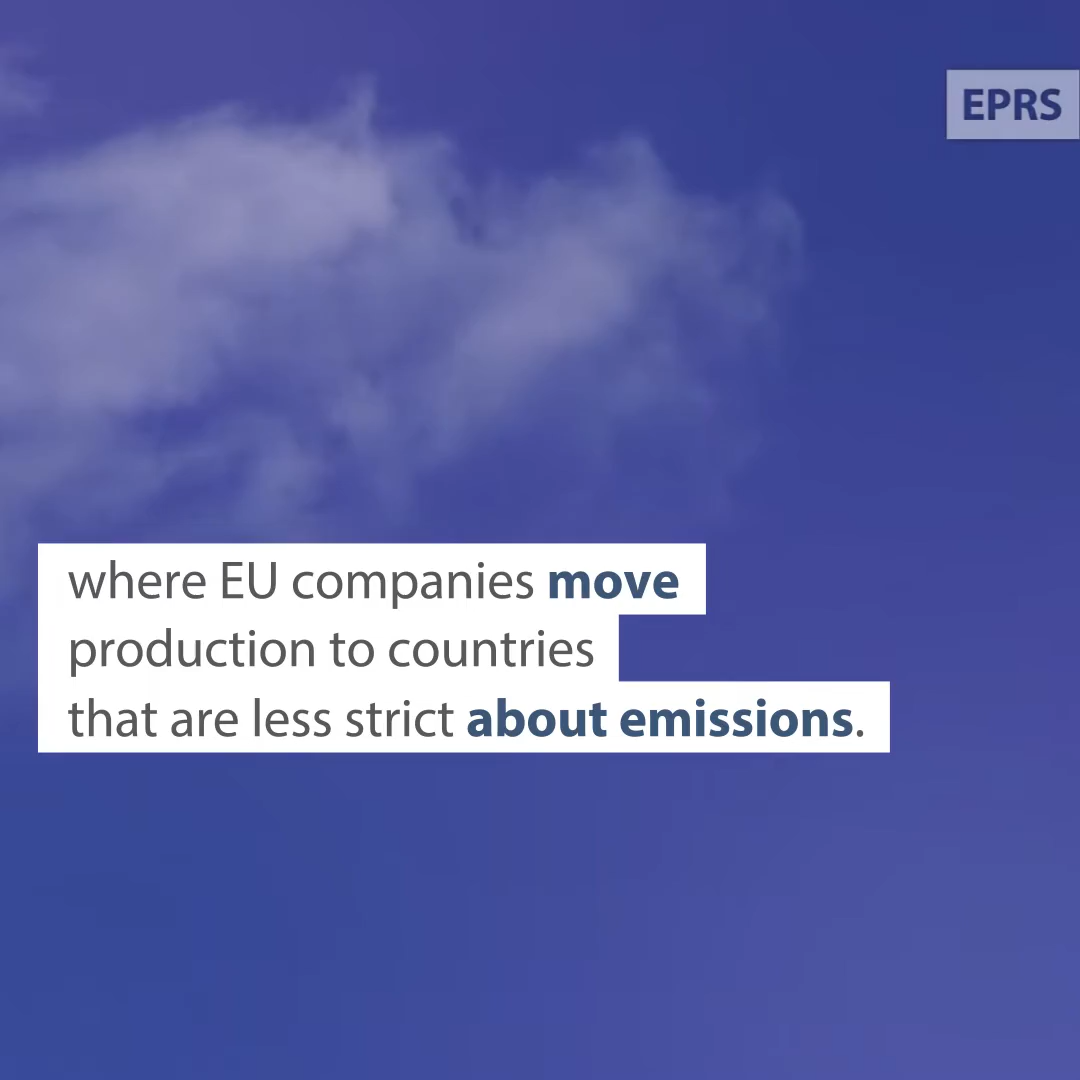 EPRS
where EU companies move
production to countries
that are less strict about emissions.